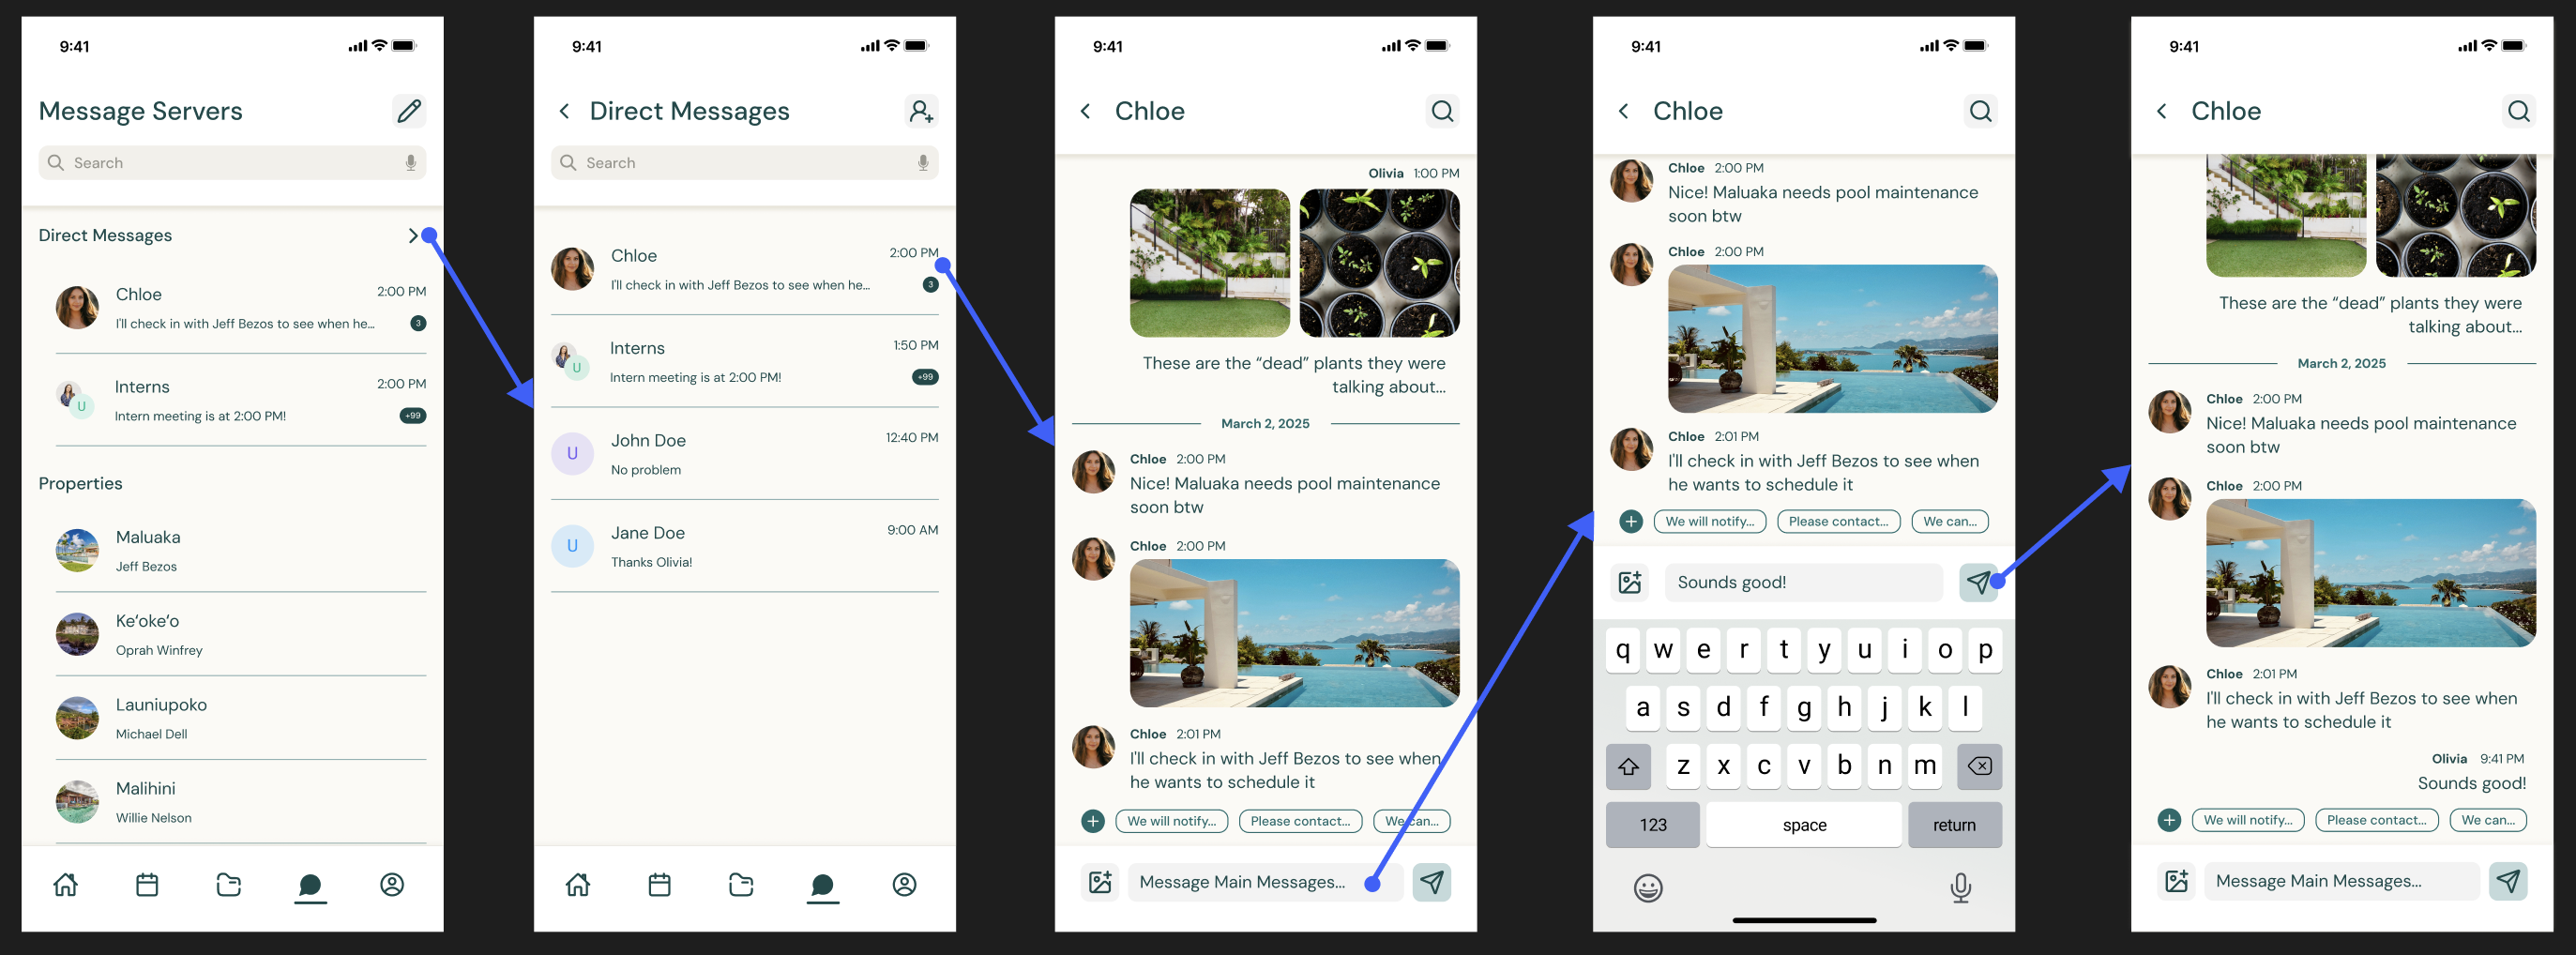 9:41
Message Servers
Search
Direct Messages
Chloe
2:00 PM
I'll check in with Jeff Bezos to see when he...
3
Interns
2:00 PM
Intern meeting is at 2:00 PM!
U
+99
Properties
Maluaka
Jeff Bezos
Keʻokeʻo
Oprah Winfrey
Launiupoko
Michael Dell
Malihini
Willie Nelson
9:41
Direct Messages
Search
Chloe
2:00 PM
I'll check in with Jeff Bezos to see when he...
3
Interns
1:50 PM
U
Intern meeting is at 2:00 PM!
+99
John Doe
12:40 PM
U
No problem
Jane Doe
9:00 AM
U
Thanks Olivia!
9:41
Chloe
Olivia 1:00 PM
These are the “dead” plants they were
talking about...
March 2, 2025
Chloe 2:00 PM
Nice! Maluaka needs pool maintenance
soon btw
Chloe 2:00 PM
Chloe 2:01 PM
I'll check in with Jeff Bezos to see when
he wants to schedule it
We will notify...
Please contact...
We can...
Message Main Messages...
9:41
Chloe
Chloe 2:00 PM
Nice! Maluaka needs pool maintenance
soon btw
Chloe 2:00 PM
Chloe 2:01 PM
I'll check in with Jeff Bezos to see when
he wants to schedule it
We will notify...
Please contact...
We can...
Sounds good!
q w e r t y u i o p
a s d f g h j k l
z x c v b n m
123 space return
9:41
Chloe
These are the “dead” plants they were
talking about...
March 2, 2025
Chloe 2:00 PM
Nice! Maluaka needs pool maintenance
soon btw
Chloe 2:00 PM
Chloe 2:01 PM
I'll check in with Jeff Bezos to see when
he wants to schedule it
Olivia 9:41 PM
Sounds good!
We will notify...
Please contact...
We can...
Message Main Messages...